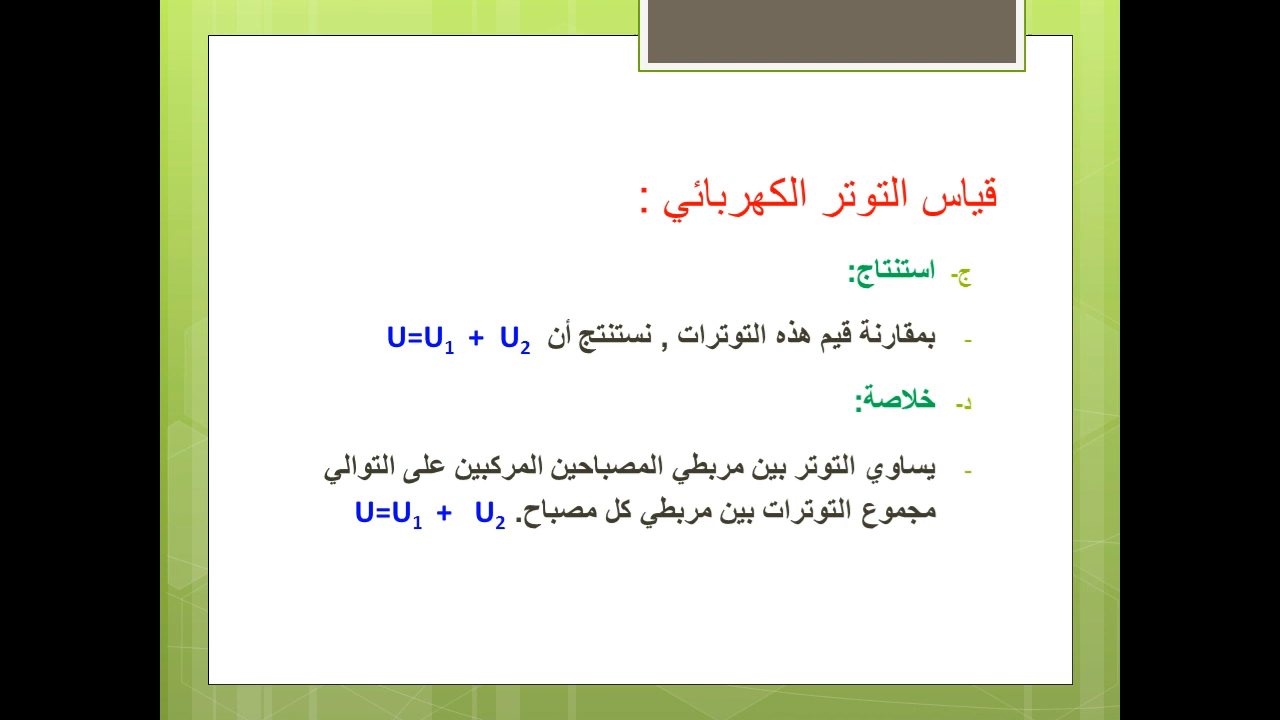 قياس التوتر الكهربائي :
ج- استنتاج:
- بمقارنة قيم هذه التوترات , نستنتج أن U=U₁ + U₂
د- خلاصة:
- يساوي التوتر بين مربطي المصباحين المركبين على التوالي
مجموع التوترات بين مربطي كل مصباح. U=U₁ + U₂